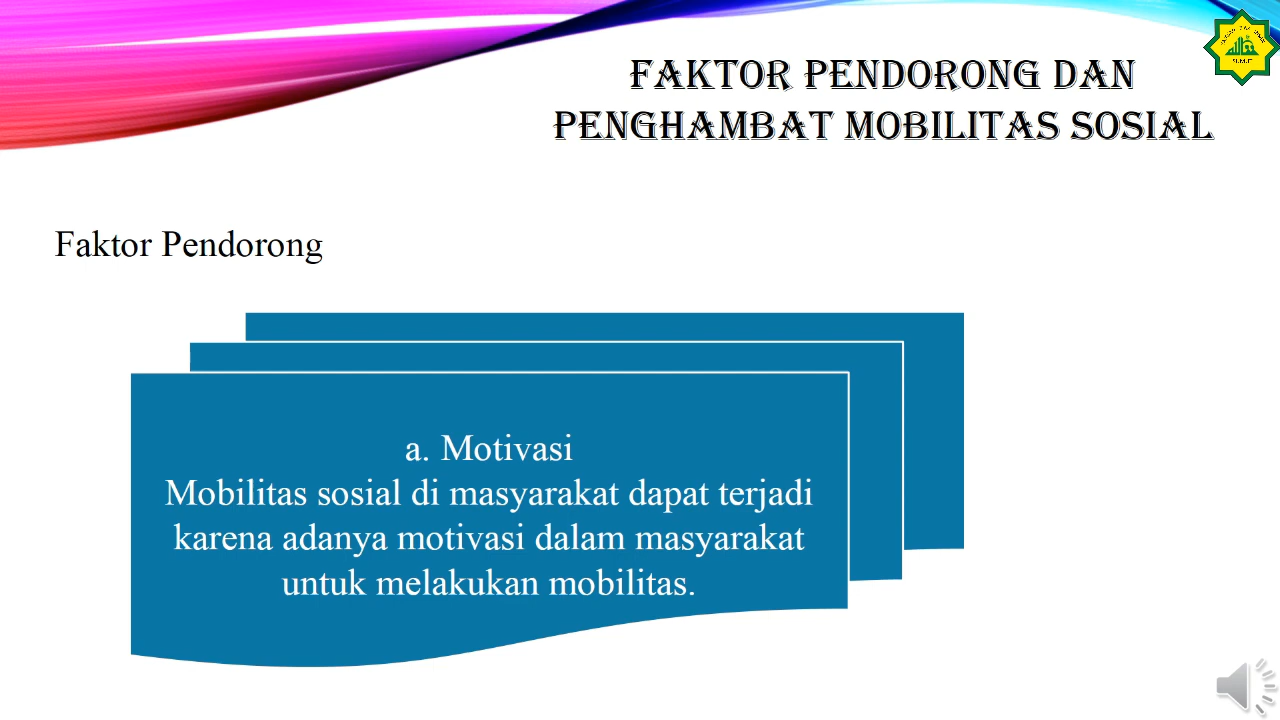 FAKTOR PENDORONG DAN
PENGHAMBAT MOBILITAS SOSIAL
Faktor Pendorong
a. Motivasi
Mobilitas sosial di masyarakat dapat terjadi
karena adanya motivasi dalam masyarakat
untuk melakukan mobilitas.